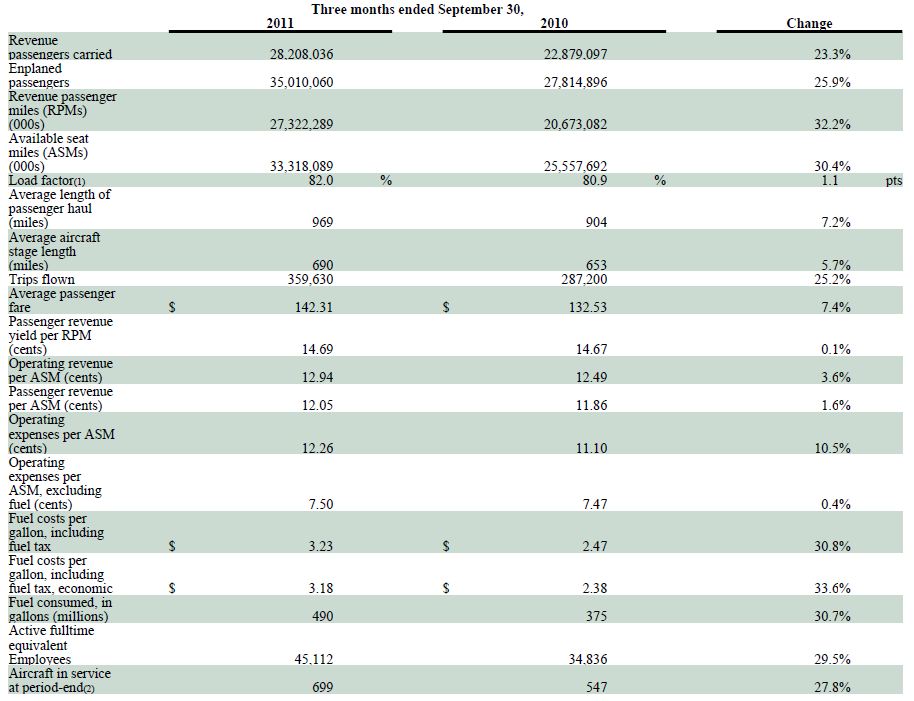 Three months ended September 30,
2011 2010 Change
Revenue
passengers carried 28,208,036 22,879,097 23.3%
Enplaned
passengers 35,010,060 27,814,896 25.9%
Revenue passenger
miles (RPMs)
(000s) 27,322,289 20,673,082 32.2%
Available seat
miles (ASMs)
(000s) 33,318,089 25,557,692 30.4%
Load factor(1) 82.0 % 80.9 % 1.1 pts
Average length of
passenger haul
(miles) 969 904 7.2%
Average aircraft
stage length
(miles) 690 653 5.7%
Trips flown 359,630 287,200 25.2%
Average passenger
fare $ 142.31 $ 132.53 7.4%
Passenger revenue
yield per RPM
(cents) 14.69 14.67 0.1%
Operating revenue
per ASM (cents) 12.94 12.49 3.6%
Passenger revenue
per ASM (cents) 12.05 11.86 1.6%
Operating
expenses per ASM
(cents) 12.26 11.10 10.5%
Operating
expenses per
ASM, excluding
fuel (cents) 7.50 7.47 0.4%
Fuel costs per
gallon, including
fuel tax $ 3.23 $ 2.47 30.8%
Fuel costs per
gallon, including
fuel tax, economic $ 3.18 $ 2.38 33.6%
Fuel consumed, in
gallons (millions) 490 375 30.7%
Active fulltime
equivalent
Employees 45,112 34,836 29.5%
Aircraft in service
at period-end(2) 699 547 27.8%